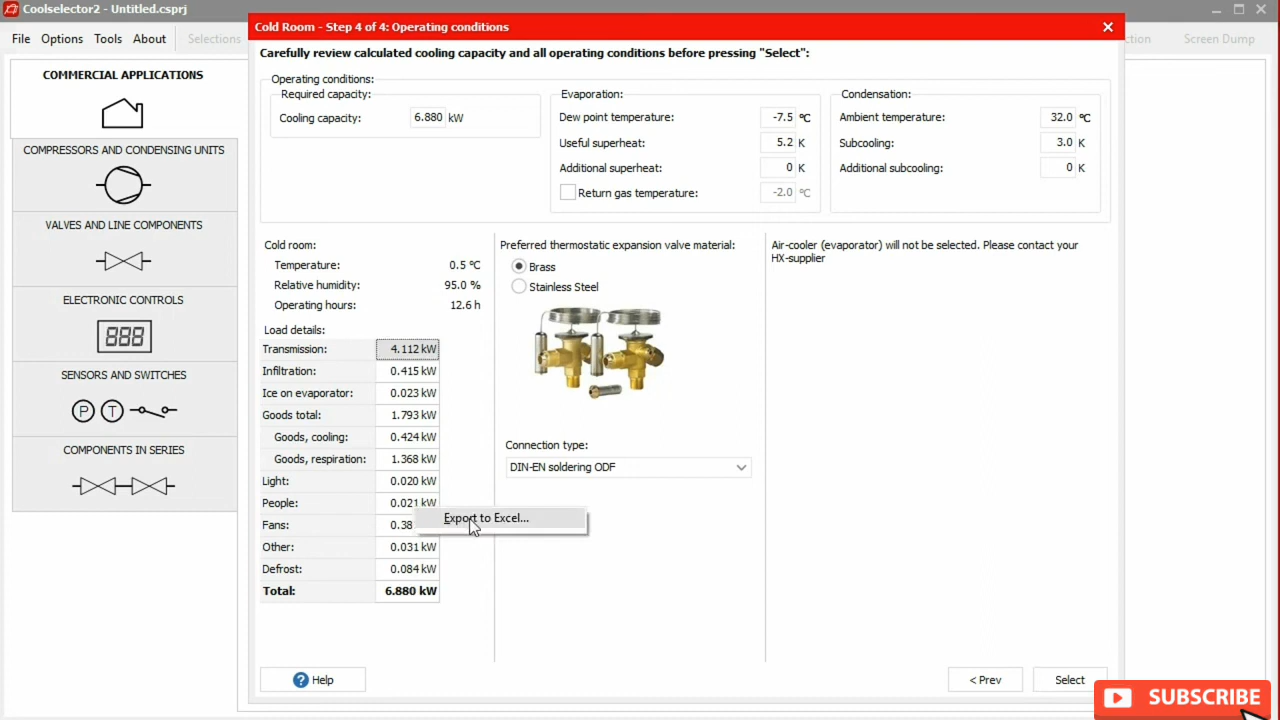 Coolselector2 - Untitled.csprj
File Options Tools About Selections
Screen Dump
COMMERCIAL APPLICATIONS
COMPRESSORS AND CONDENSING UNITS
VALVES AND LINE COMPONENTS
ELECTRONIC CONTROLS
888
SENSORS AND SWITCHES
P T
COMPONENTS IN SERIES
Cold Room - Step 4 of 4: Operating conditions
Carefully review calculated cooling capacity and all operating conditions before pressing "Select":
Operating conditions:
Required capacity:
Cooling capacity: 6.880 kW
Evaporation:
Dew point temperature: -7.5 °C
Useful superheat: 5.2 K
Additional superheat: 0 K
Return gas temperature: -2.0 °C
Condensation:
Ambient temperature: 32.0 °C
Subcooling: 3.0 K
Additional subcooling: 0 K
Cold room:
Temperature: 0.5 °C
Relative humidity: 95.0 %
Operating hours: 12.6 h
Load details:
Transmission: 4.112 kW
Infiltration: 0.415 kW
Ice on evaporator: 0.023 kW
Goods total: 1.793 kW
Goods, cooling: 0.424 kW
Goods, respiration: 1.368 kW
Light: 0.020 kW
People: 0.021 kW
Fans: 0.38
Other: 0.031 kW
Defrost: 0.084 kW
Total: 6.880 kW
Export to Excel...
Preferred thermostatic expansion valve material:
Brass
Stainless Steel
Connection type:
DIN-EN soldering ODF
Air-cooler (evaporator) will not be selected. Please contact your
HX-supplier
? Help
< Prev
Select
SUBSCRIBE